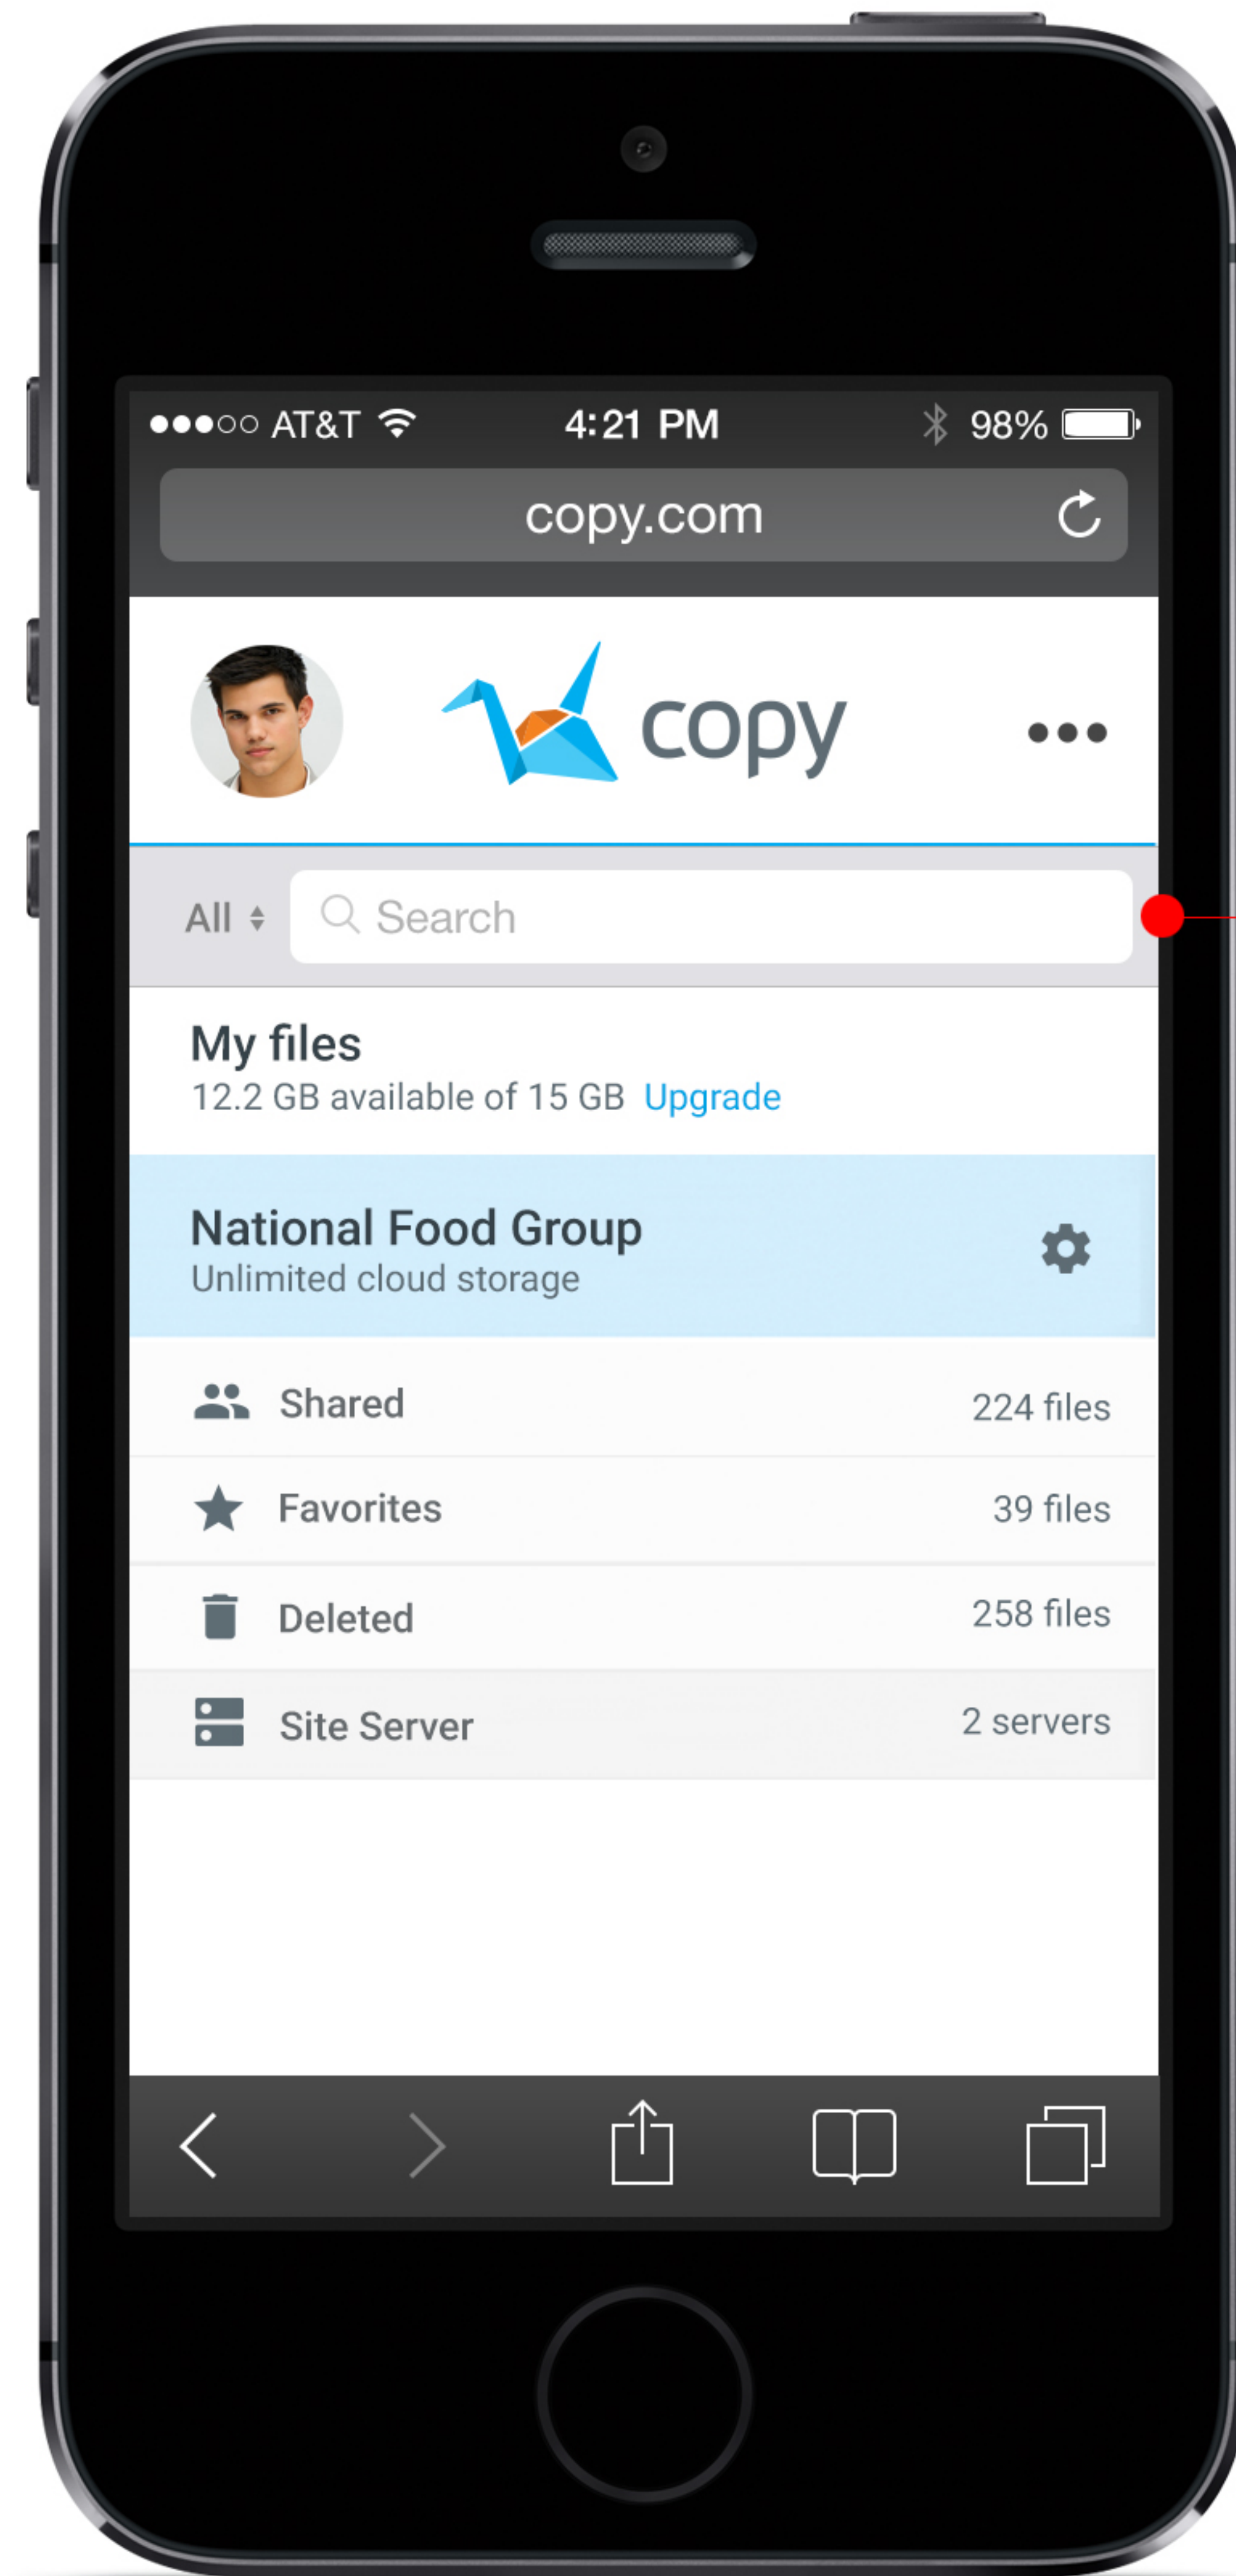 AT&T 4:21 PM 98%
copy.com
copy
All Search
My files
12.2 GB available of 15 GB Upgrade
National Food Group
Unlimited cloud storage
Shared 224 files
Favorites 39 files
Deleted 258 files
Site Server 2 servers